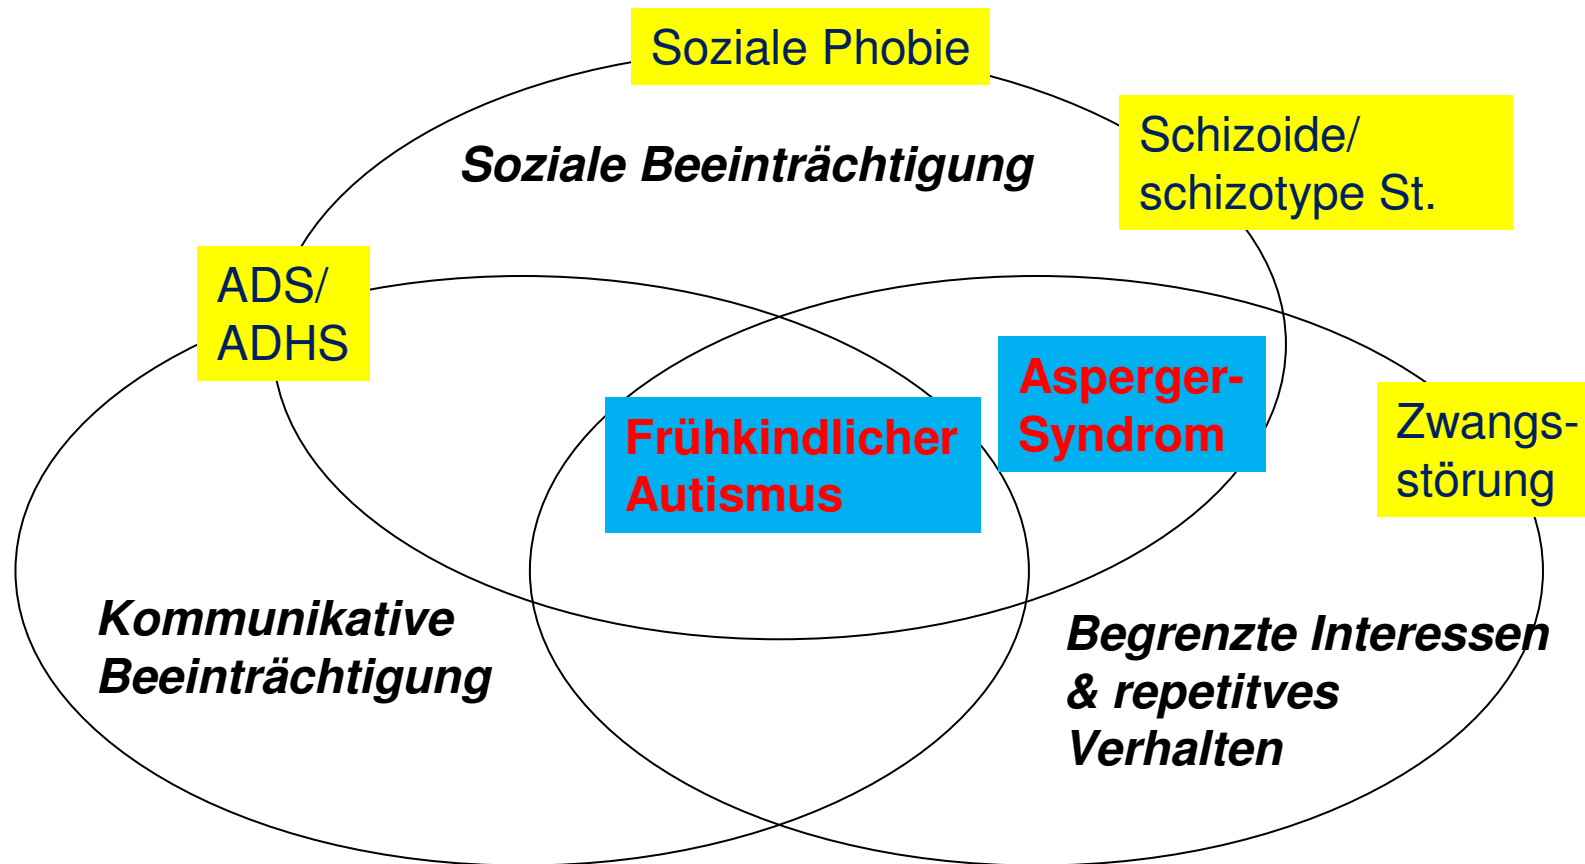 Soziale Phobie
Schizoide/
schizotype St.
Soziale Beeinträchtigung
ADS/
ADHS
Asperger-
Syndrom
Frühkindlicher
Autismus
Zwangs-
störung
Kommunikative
Beeinträchtigung
Begrenzte Interessen
& repetitves
Verhalten